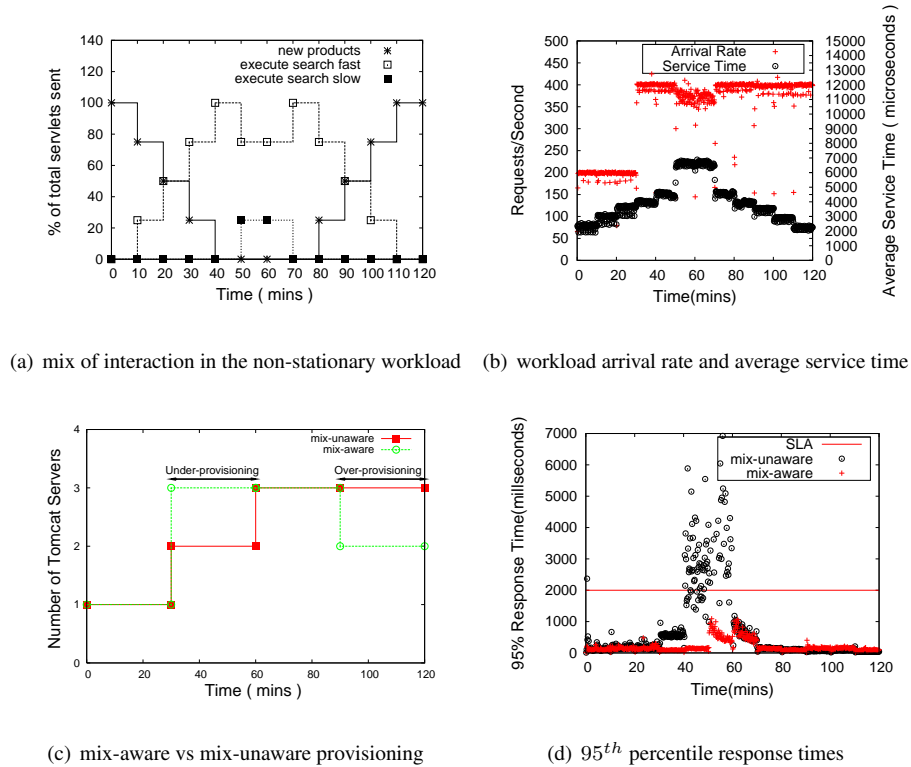 new products
execute search fast
execute search slow
% of total servlets sent
140
120
100
80
60
40
20
0
0 10 20 30 40 50 60 70 80 90 100 110 120
Time ( mins )
Arrival Rate
Service Time
Requests/Second
500
450
400
350
300
250
200
150
100
50
0
15000
14000
13000
12000
11000
10000
9000
8000
7000
6000
5000
4000
3000
2000
1000
0
Average Service Time ( microseconds )
0 20 40 60 80 100 120
Time(mins)
(a) mix of interaction in the non-stationary workload
(b) workload arrival rate and average service time
mix-unaware
mix-aware
Under-provisioning
Over-provisioning
Number of Tomcat Servers
4
3
2
1
0
0 20 40 60 80 100 120
Time ( mins )
SLA
mix-unaware
mix-aware
95% Response Time(millseconds)
7000
6000
5000
4000
3000
2000
1000
0
0 20 40 60 80 100 120
Time(mins)
(c) mix-aware vs mix-unaware provisioning
(d) 95th percentile response times